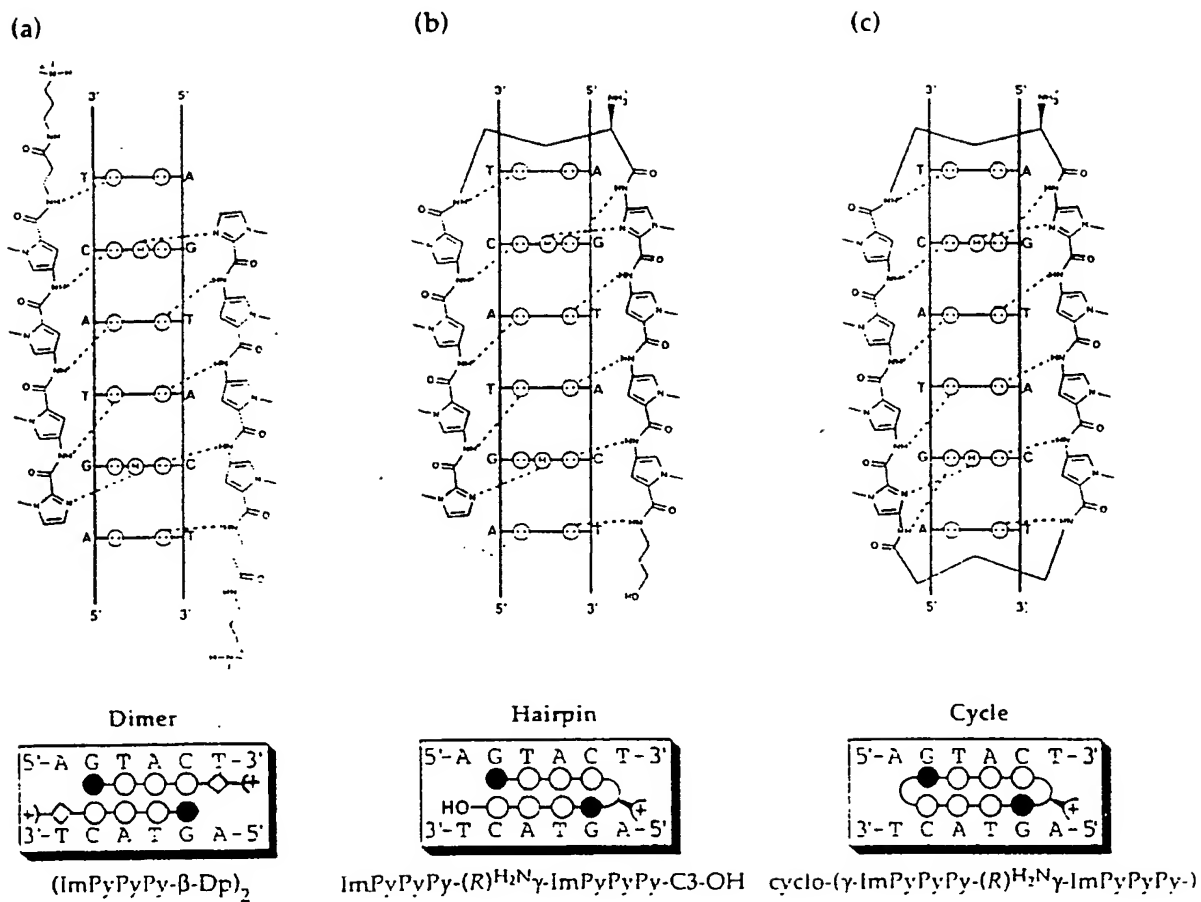 (a)
(b)
(c)
3' 5'
T A
C G
A T
T A
G C
A T
5' 3'
3' 5'
T A
C G
A T
T A
G C
A T
5' 3'
HO
3' 5'
T A
C G
A T
T A
G C
A T
5' 3'
Dimer
5'-A G T A C T-3'
3'-T C A T G A-5'
(ImPyPyPy-β-Dp)₂
Hairpin
5'-A G T A C T-3'
HO
3'-T C A T G A-5'
ImPyPyPy-(R)^H₂Nγ-ImPyPyPy-C3-OH
Cycle
5'-A G T A C T-3'
3'-T C A T G A-5'
cyclo-(γ-ImPyPyPy-(R)^H₂Nγ-ImPyPyPy-)